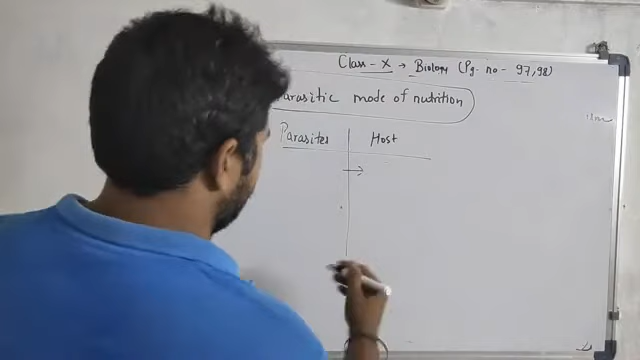 Class-X → Biology (Pg. no - 97,98)
Parasitic mode of nutrition
Parasites Host
→